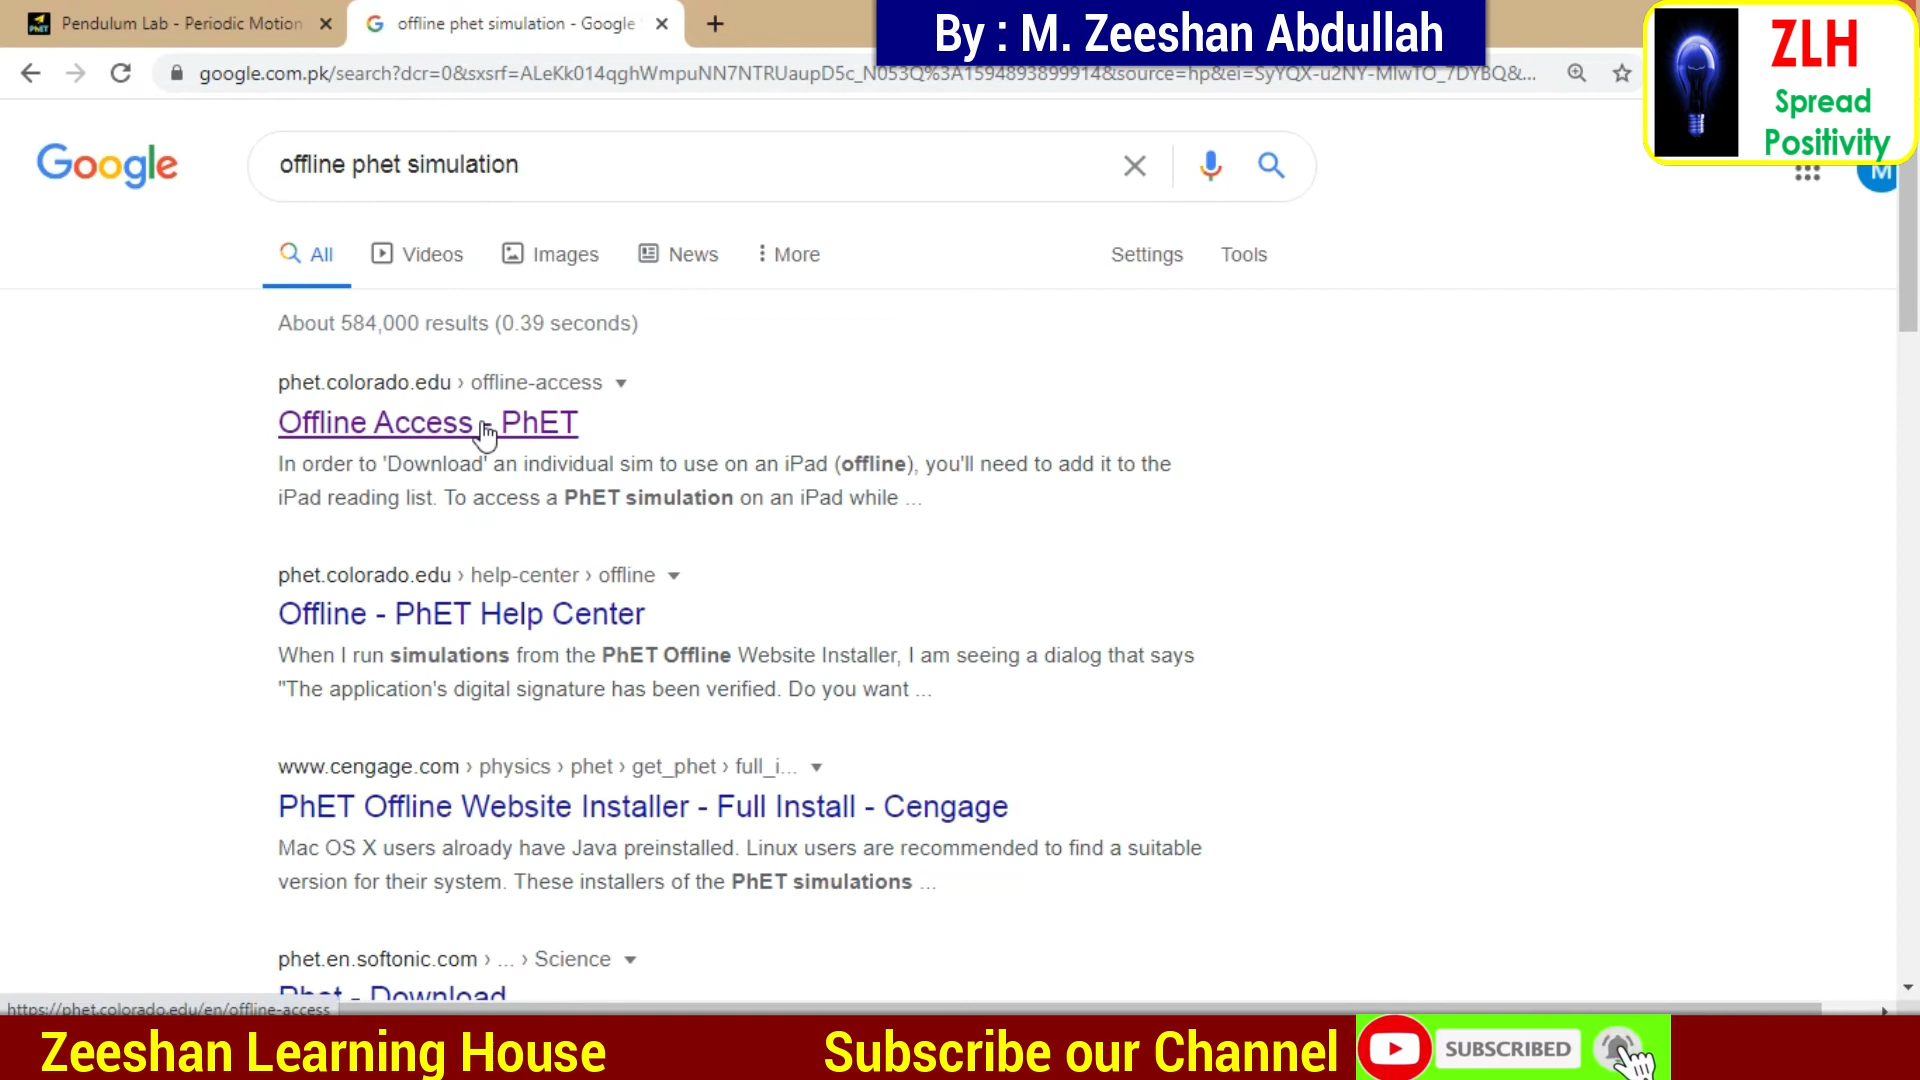 Pendulum Lab - Periodic Motion
offline phet simulation - Google
By : M. Zeeshan Abdullah
ZLH
Spread
Positivity
google.com.pk/search?dcr=0&sxsrf=ALeKk014qghWmpuNN7NTRUaupD5c_N053Q%3A1594893899914&source=hp&ei=SyYQX-u2NY-MlwTO_7DYBQ&...
Google
offline phet simulation
M
All
Videos
Images
News
More
Settings
Tools
About 584,000 results (0.39 seconds)
phet.colorado.edu › offline-access
Offline Access - PhET
In order to 'Download' an individual sim to use on an iPad (offline), you'll need to add it to the
iPad reading list. To access a PhET simulation on an iPad while ...
phet.colorado.edu › help-center › offline
Offline - PhET Help Center
When I run simulations from the PhET Offline Website Installer, I am seeing a dialog that says
"The application's digital signature has been verified. Do you want ...
www.cengage.com › physics › phet › get_phet › full_i...
PhET Offline Website Installer - Full Install - Cengage
Mac OS X users alroady have Java preinstalled. Linux users are recommended to find a suitable
version for their system. These installers of the PhET simulations ...
phet.en.softonic.com › ... › Science
Phet - Download
https://phet.colorado.edu/en/offline-access
Zeeshan Learning House
Subscribe our Channel
SUBSCRIBED